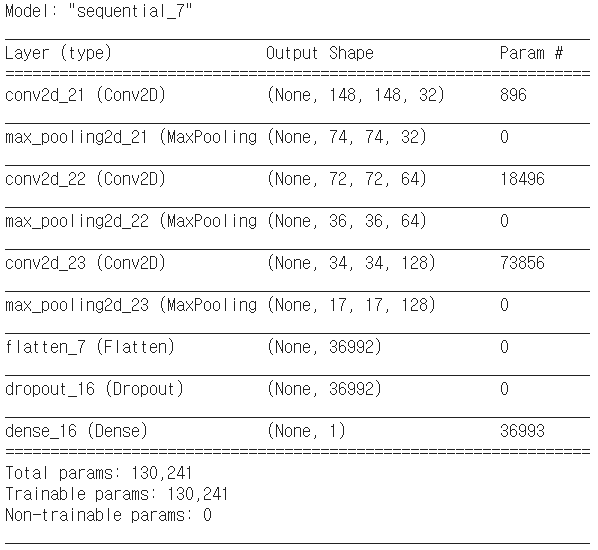 Model: "sequential_7"
Layer (type) Output Shape Param #
conv2d_21 (Conv2D) (None, 148, 148, 32) 896
max_pooling2d_21 (MaxPooling (None, 74, 74, 32) 0
conv2d_22 (Conv2D) (None, 72, 72, 64) 18496
max_pooling2d_22 (MaxPooling (None, 36, 36, 64) 0
conv2d_23 (Conv2D) (None, 34, 34, 128) 73856
max_pooling2d_23 (MaxPooling (None, 17, 17, 128) 0
flatten_7 (Flatten) (None, 36992) 0
dropout_16 (Dropout) (None, 36992) 0
dense_16 (Dense) (None, 1) 36993
Total params: 130,241
Trainable params: 130,241
Non-trainable params: 0